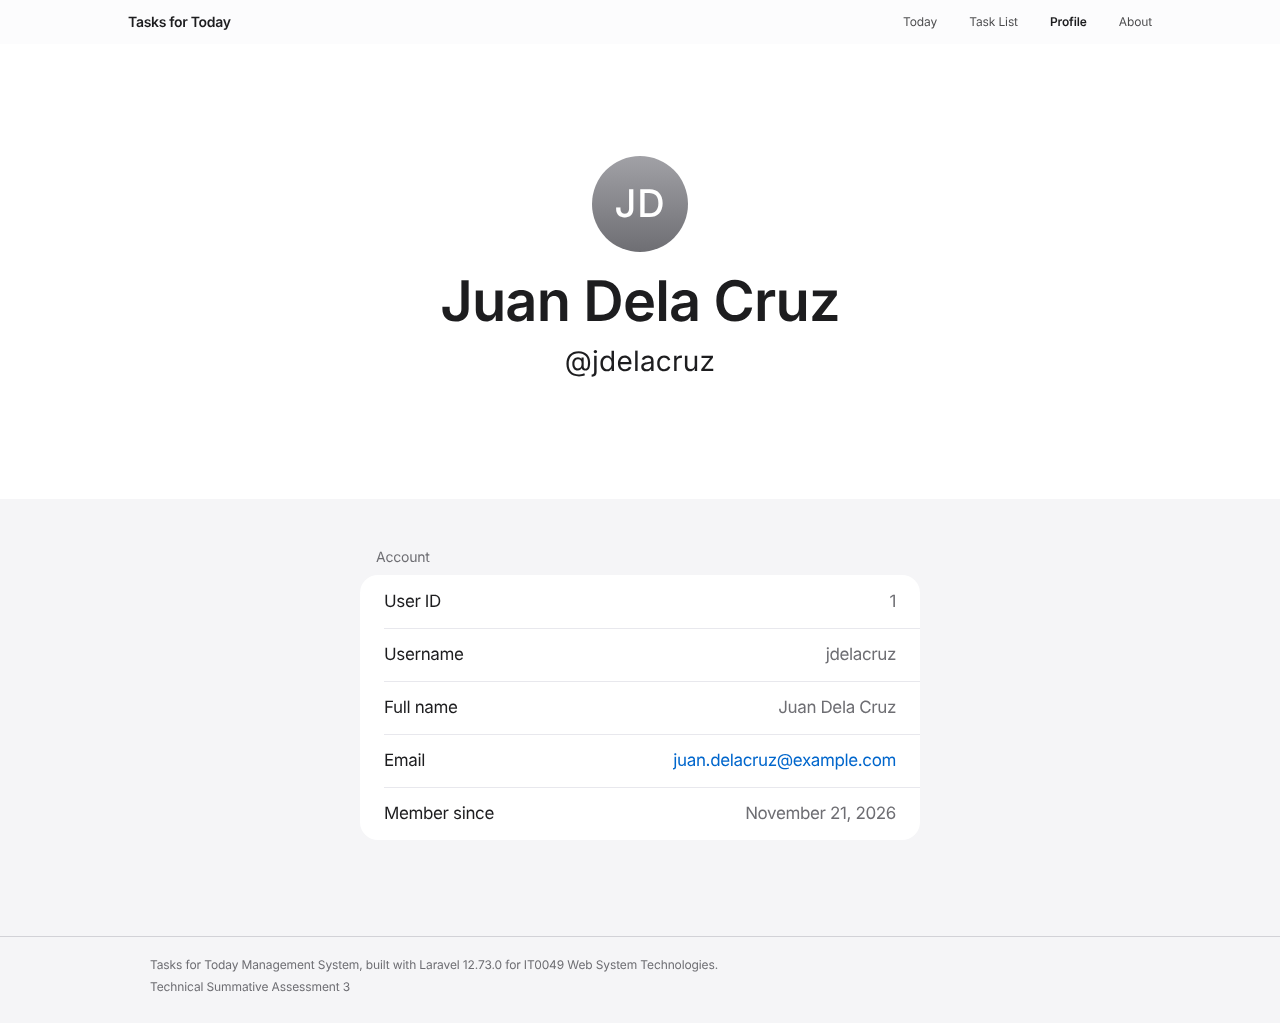 Tasks for Today
Today Task List Profile About
JD
Juan Dela Cruz
@jdelacruz
Account
User ID 1
Username jdelacruz
Full name Juan Dela Cruz
Email juan.delacruz@example.com
Member since November 21, 2026
Tasks for Today Management System, built with Laravel 12.73.0 for IT0049 Web System Technologies.
Technical Summative Assessment 3